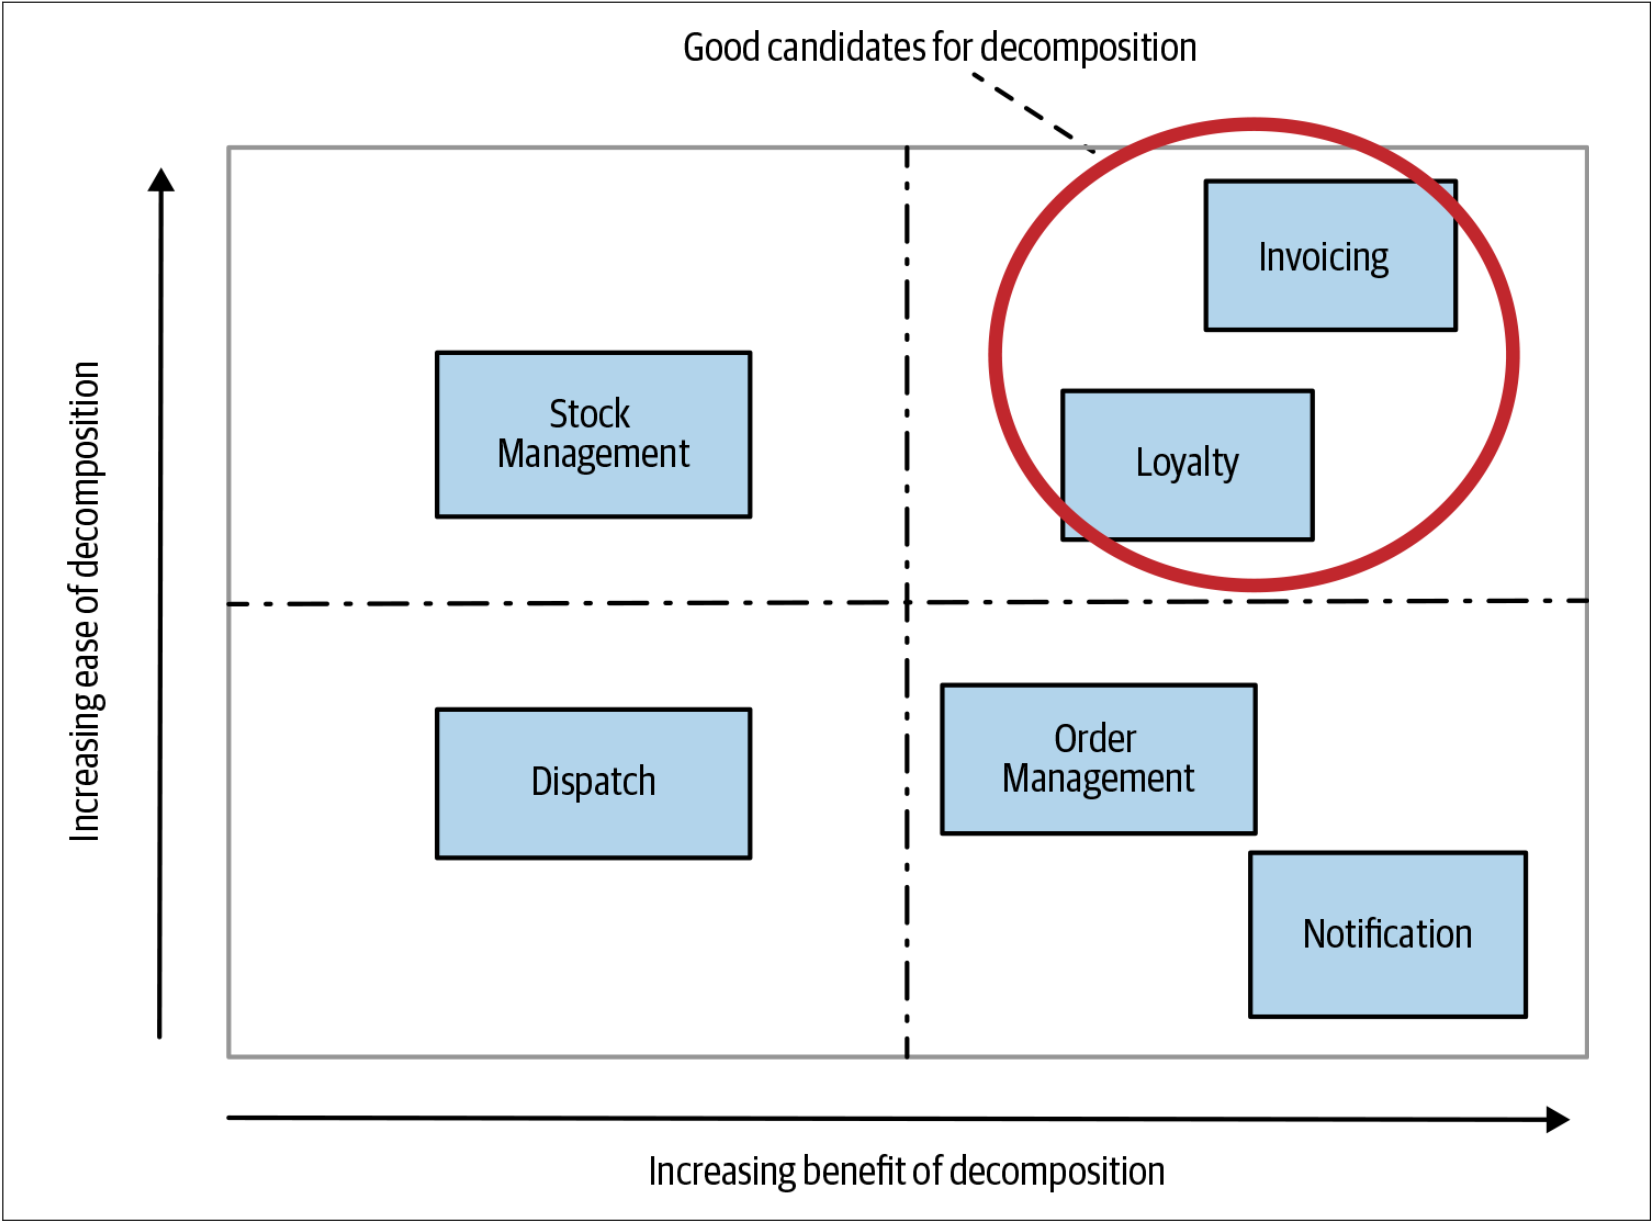 Good candidates for decomposition
Invoicing
Stock
Management
Loyalty
Increasing ease of decomposition
Order
Management
Dispatch
Notification
Increasing benefit of decomposition